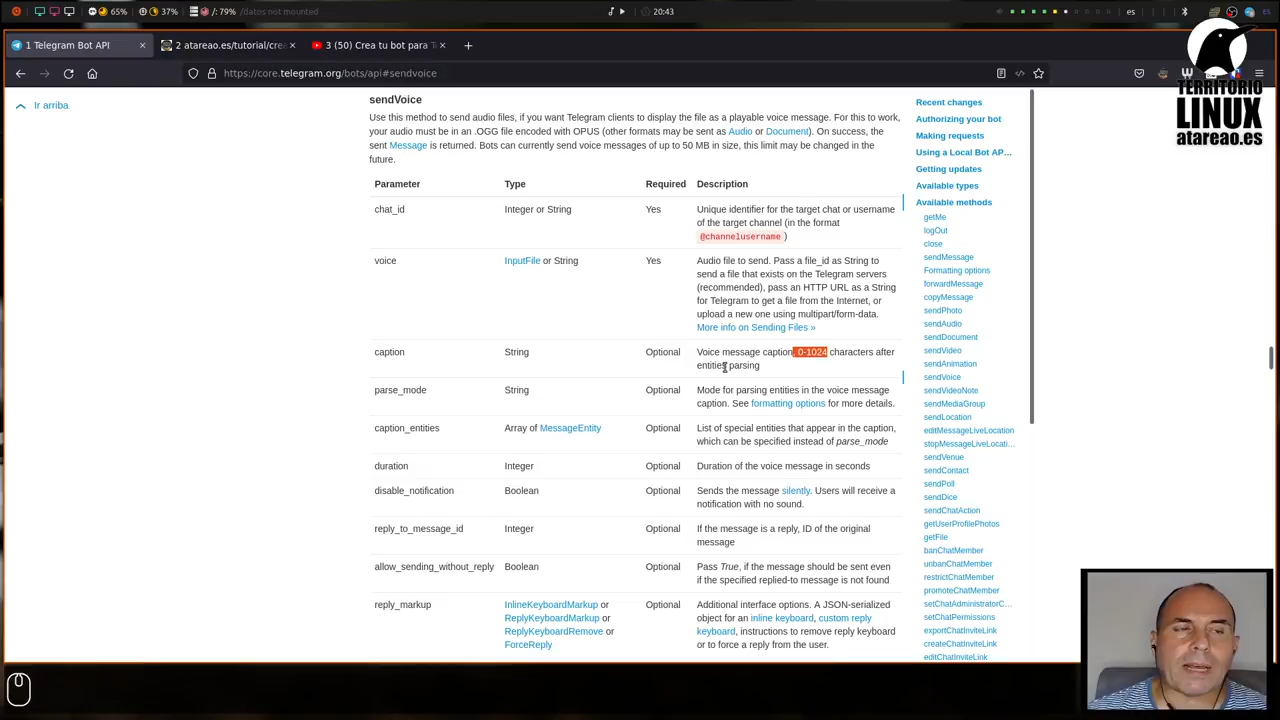 65% 37% /: 79% /datos not mounted
20:43
es
1 Telegram Bot API
2 atareao.es/tutorial/crea
3 (50) Crea tu bot para T
https://core.telegram.org/bots/api#sendvoice
TERRITORIO
LINUX
atareao.es
Ir arriba
sendVoice
Use this method to send audio files, if you want Telegram clients to display the file as a playable voice message. For this to work,
your audio must be in an .OGG file encoded with OPUS (other formats may be sent as Audio or Document). On success, the
sent Message is returned. Bots can currently send voice messages of up to 50 MB in size, this limit may be changed in the
future.
Parameter Type Required Description
chat_id Integer or String Yes Unique identifier for the target chat or username
of the target channel (in the format
@channelusername )
voice InputFile or String Yes Audio file to send. Pass a file_id as String to
send a file that exists on the Telegram servers
(recommended), pass an HTTP URL as a String
for Telegram to get a file from the Internet, or
upload a new one using multipart/form-data.
More info on Sending Files »
caption String Optional Voice message caption, 0-1024 characters after
entities parsing
parse_mode String Optional Mode for parsing entities in the voice message
caption. See formatting options for more details.
caption_entities Array of MessageEntity Optional List of special entities that appear in the caption,
which can be specified instead of parse_mode
duration Integer Optional Duration of the voice message in seconds
disable_notification Boolean Optional Sends the message silently. Users will receive a
notification with no sound.
reply_to_message_id Integer Optional If the message is a reply, ID of the original
message
allow_sending_without_reply Boolean Optional Pass True, if the message should be sent even
if the specified replied-to message is not found
reply_markup InlineKeyboardMarkup or Optional Additional interface options. A JSON-serialized
ReplyKeyboardMarkup or object for an inline keyboard, custom reply
ReplyKeyboardRemove or keyboard, instructions to remove reply keyboard
ForceReply or to force a reply from the user.
Recent changes
Authorizing your bot
Making requests
Using a Local Bot AP…
Getting updates
Available types
Available methods
getMe
logOut
close
sendMessage
Formatting options
forwardMessage
copyMessage
sendPhoto
sendAudio
sendDocument
sendVideo
sendAnimation
sendVoice
sendVideoNote
sendMediaGroup
sendLocation
editMessageLiveLocation
stopMessageLiveLocati…
sendVenue
sendContact
sendPoll
sendDice
sendChatAction
getUserProfilePhotos
getFile
banChatMember
unbanChatMember
restrictChatMember
promoteChatMember
setChatAdministratorC…
setChatPermissions
exportChatInviteLink
createChatInviteLink
editChatInviteLink